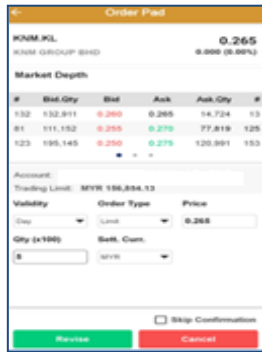 Order Pad
KNM.KL 0.265
KNM GROUP BHD 0.000 (0.00%)
Market Depth
# Bid.Qty Bid Ask Ask.Qty #
132 132,911 0.260 0.265 14,724 13
81 111,152 0.255 0.270 77,819 125
123 195,145 0.250 0.275 120,991 153
Account:
Trading Limit: MYR 156,854.13
Validity Order Type Price
Day Limit 0.265
Qty (x100) Sett. Curr.
5 MYR
Skip Confirmation
Revise Cancel